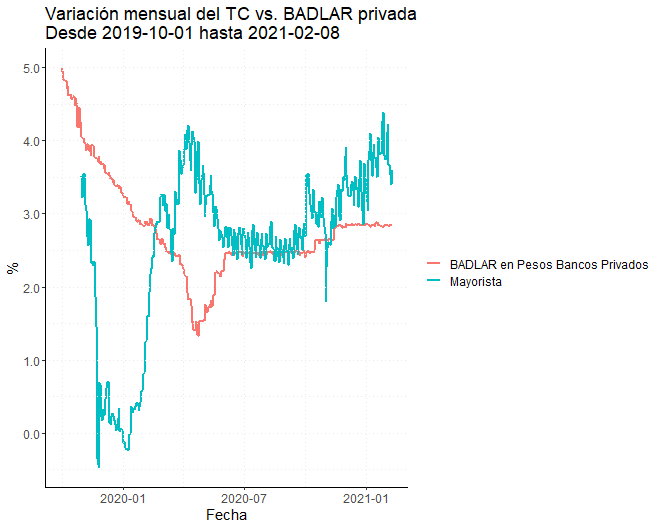 Variación mensual del TC vs. BADLAR privada
Desde 2019-10-01 hasta 2021-02-08
5.0
4.0
3.0
2.0
1.0
0.0
%
2020-01
2020-07
2021-01
Fecha
BADLAR en Pesos Bancos Privados
Mayorista